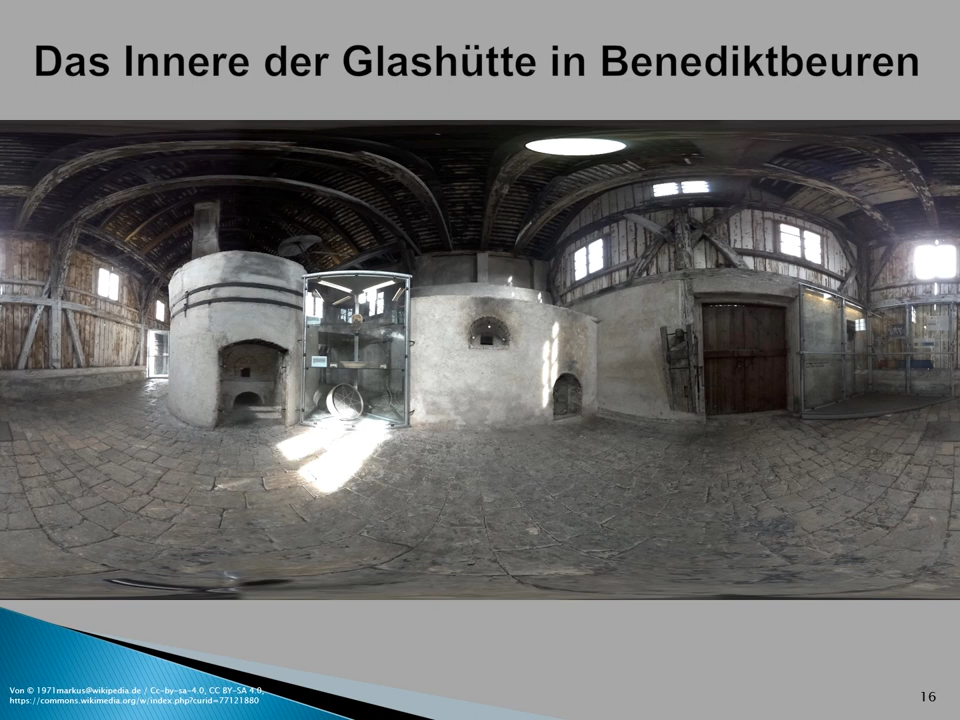 Das Innere der Glashütte in Benediktbeuren
Von © 1971markus@wikipedia.de / Cc-by-sa-4.0, CC BY-SA 4.0,
https://commons.wikimedia.org/w/index.php?curid=77121880
16